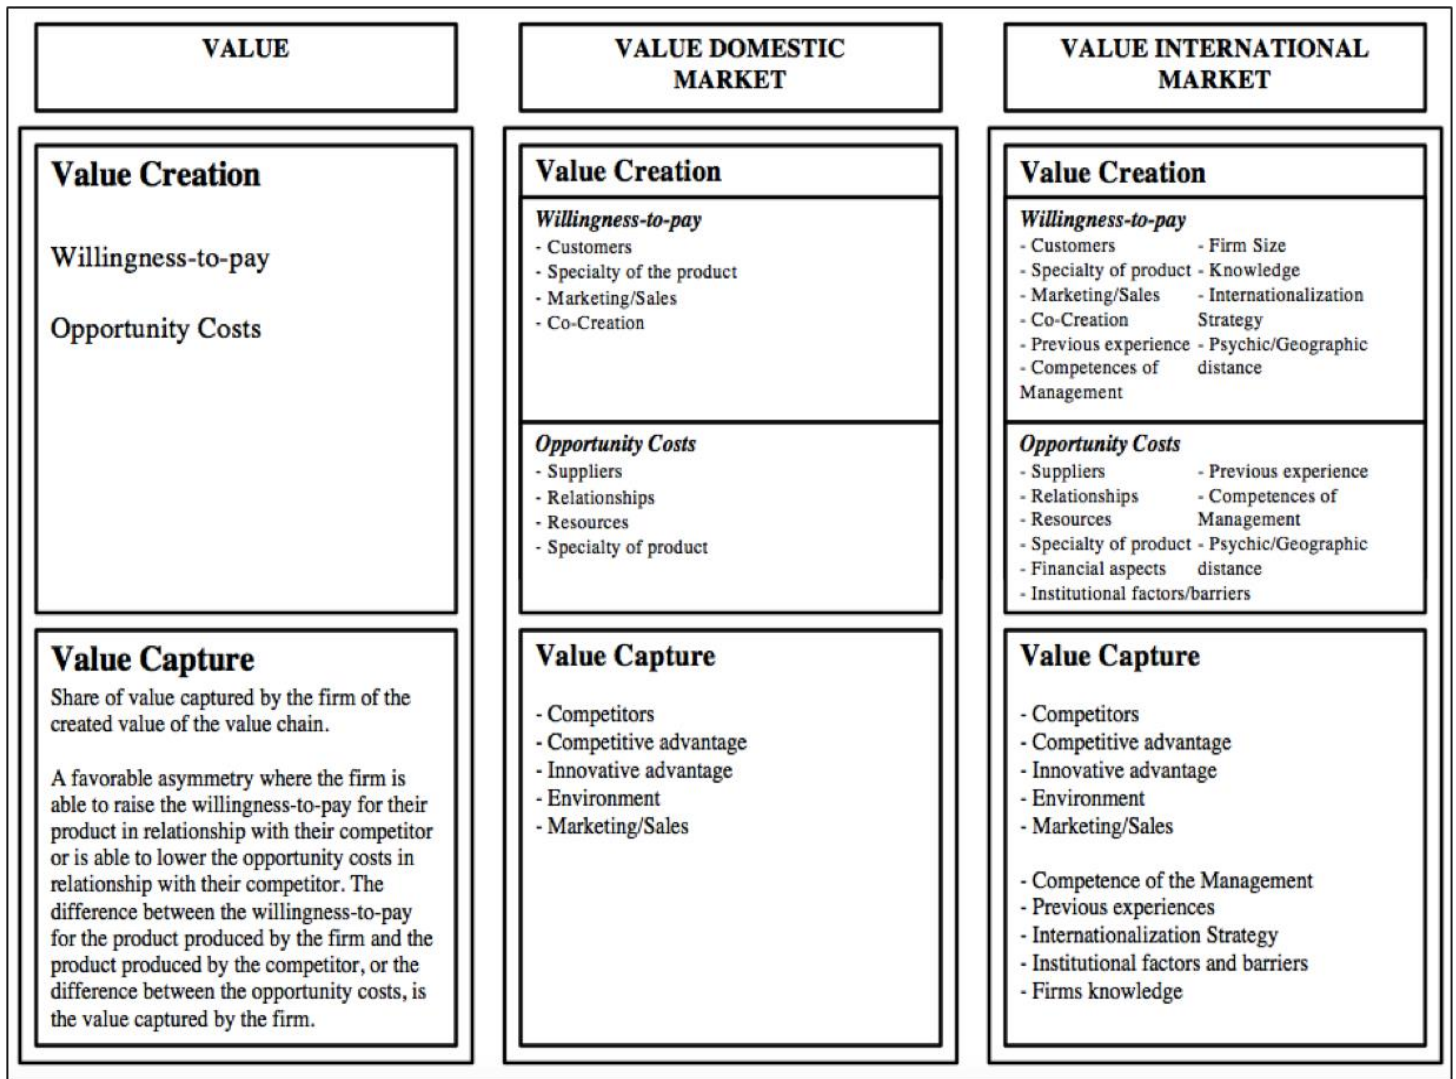 VALUE
Value Creation
Willingness-to-pay
Opportunity Costs
Value Capture
Share of value captured by the firm of the
created value of the value chain.
A favorable asymmetry where the firm is
able to raise the willingness-to-pay for their
product in relationship with their competitor
or is able to lower the opportunity costs in
relationship with their competitor. The
difference between the willingness-to-pay
for the product produced by the firm and the
product produced by the competitor, or the
difference between the opportunity costs, is
the value captured by the firm.
VALUE DOMESTIC
MARKET
Value Creation
Willingness-to-pay
- Customers
- Specialty of the product
- Marketing/Sales
- Co-Creation
Opportunity Costs
- Suppliers
- Relationships
- Resources
- Specialty of product
Value Capture
- Competitors
- Competitive advantage
- Innovative advantage
- Environment
- Marketing/Sales
VALUE INTERNATIONAL
MARKET
Value Creation
Willingness-to-pay
- Customers
- Specialty of product
- Marketing/Sales
- Co-Creation
- Previous experience
- Competences of
Management
- Firm Size
- Knowledge
- Internationalization
Strategy
- Psychic/Geographic
distance
Opportunity Costs
- Suppliers
- Relationships
- Resources
- Specialty of product
- Financial aspects
- Institutional factors/barriers
- Previous experience
- Competences of
Management
- Psychic/Geographic
distance
Value Capture
- Competitors
- Competitive advantage
- Innovative advantage
- Environment
- Marketing/Sales
- Competence of the Management
- Previous experiences
- Internationalization Strategy
- Institutional factors and barriers
- Firms knowledge